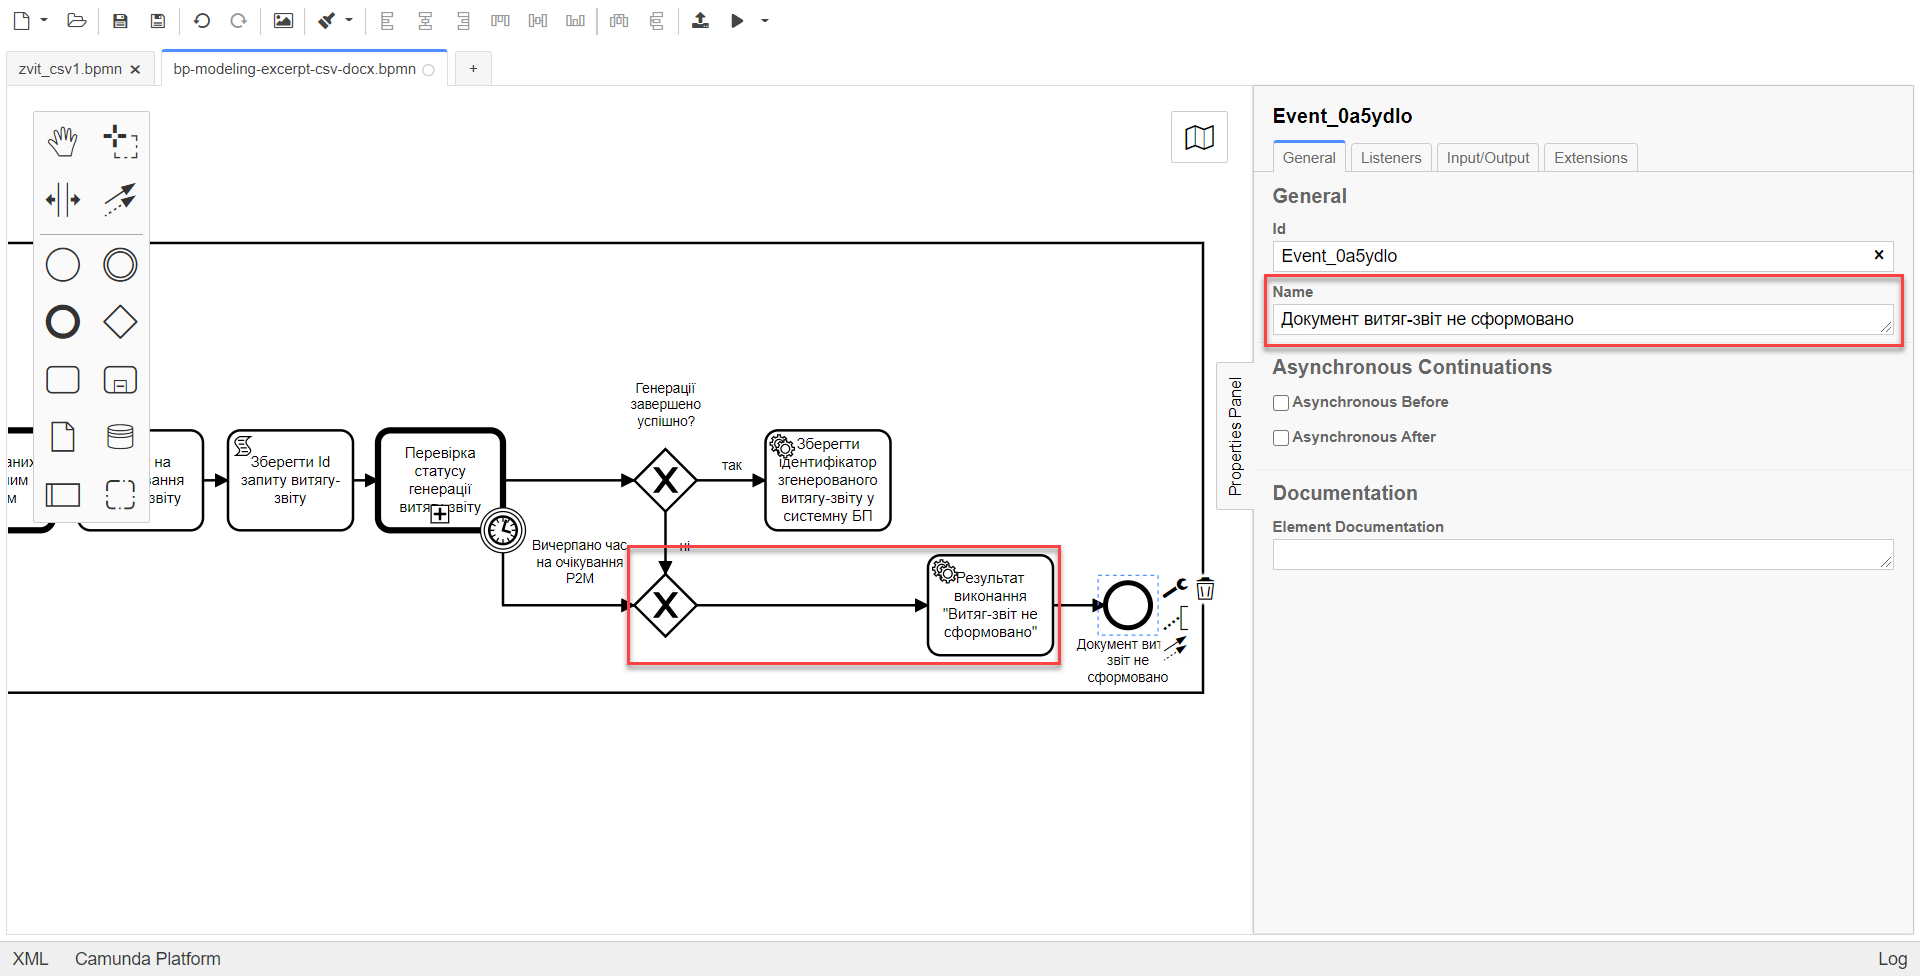 zvit_csv1.bpmn
bp-modeling-excerpt-csv-docx.bpmn
+
Event_0a5ydlo
General
Listeners
Input/Output
Extensions
General
Id
Event_0a5ydlo
Name
Документ витяг-звіт не сформовано
Asynchronous Continuations
Asynchronous Before
Asynchronous After
Documentation
Element Documentation
Properties Panel
на
звіту
Зберегти Id
запиту витягу-
звіту
Перевірка
статусу
генерації
витягу-звіту
Вичерпано час
на очікування
P2M
Генерації
завершено
успішно?
так
ні
Зберегти
ідентифікатор
згенерованого
витягу-звіту у
системну БП
Результат
виконання
"Витяг-звіт не
сформовано"
Документ вит
звіт не
сформовано
XML
Camunda Platform
Log